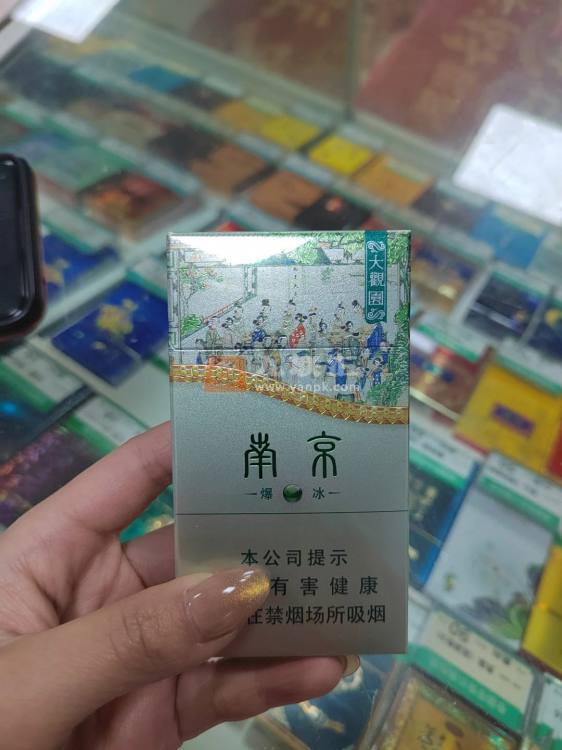 大觀園
www.yanpk.com
南京
爆冰
本公司提示
有害健康
在禁烟场所吸烟